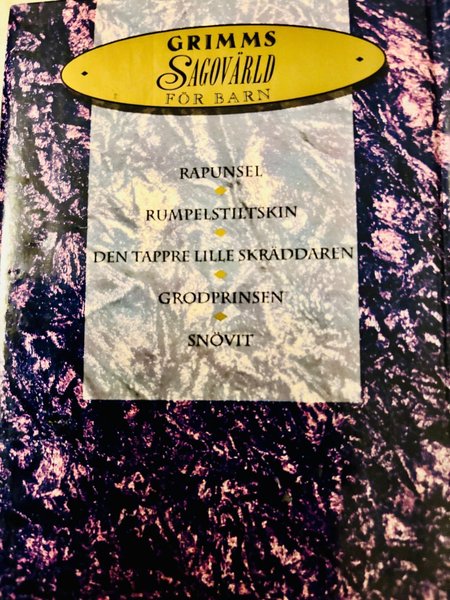 GRIMMS
SAGOVÄRLD
FÖR BARN
RAPUNSEL
RUMPELSTILTSKIN
DEN TAPPRE LILLE SKRÄDDAREN
GRODPRINSEN
SNÖVIT